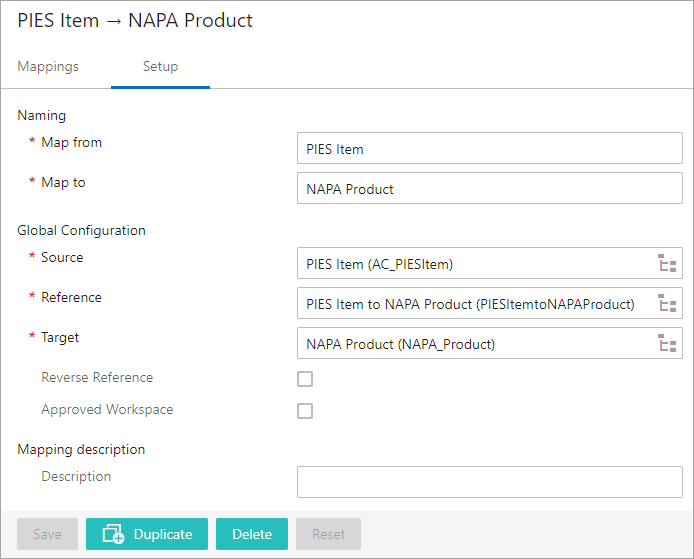 PIES Item → NAPA Product
Mappings Setup
Naming
* Map from PIES Item
* Map to NAPA Product
Global Configuration
* Source PIES Item (AC_PIESItem)
* Reference PIES Item to NAPA Product (PIESItemtoNAPAProduct)
* Target NAPA Product (NAPA_Product)
Reverse Reference
Approved Workspace
Mapping description
Description
Save Duplicate Delete Reset